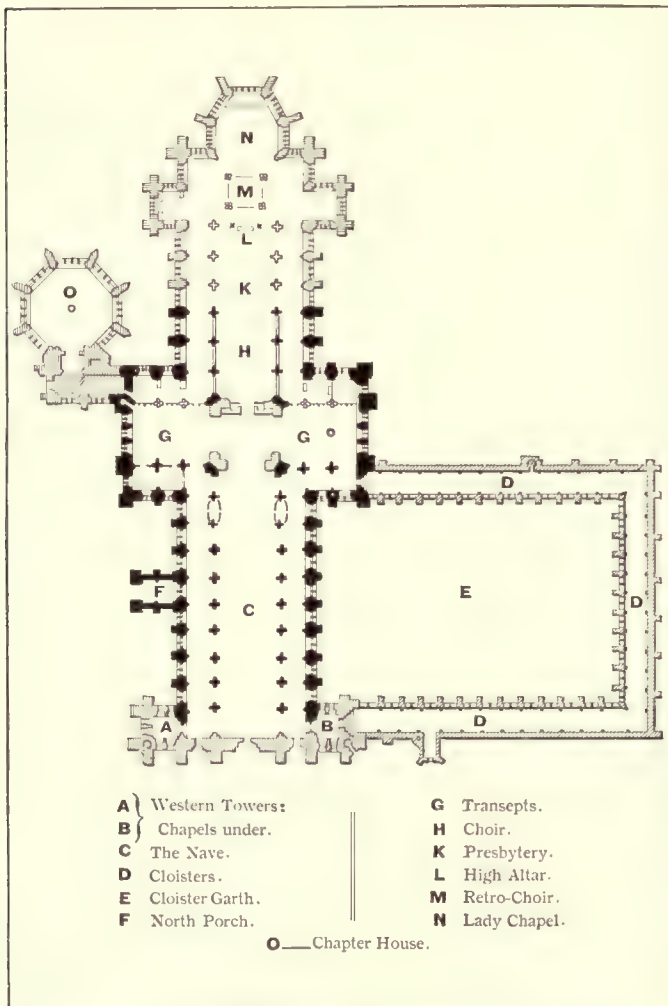 N
M
L
O
K
H
G G
D
F E
C D
A B D
A } Western Towers:
B } Chapels under.
C The Nave.
D Cloisters.
E Cloister Garth.
F North Porch.
G Transepts.
H Choir.
K Presbytery.
L High Altar.
M Retro-Choir.
N Lady Chapel.
O Chapter House.